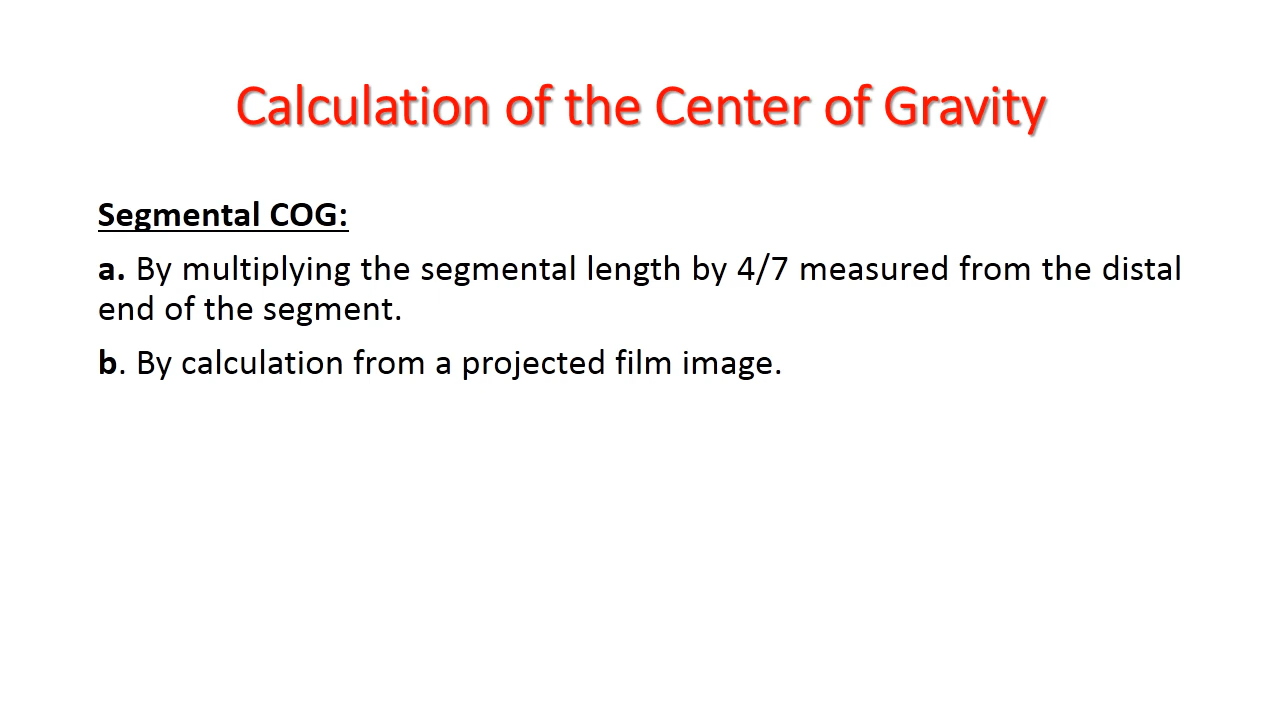 Calculation of the Center of Gravity
Segmental COG:
a. By multiplying the segmental length by 4/7 measured from the distal
end of the segment.
b. By calculation from a projected film image.